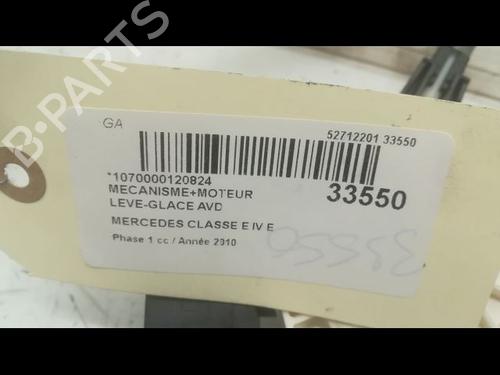 B-PARTS
GA
52712201 33550
*1070000120824
MECANISME+MOTEUR
LEVE-GLACE AVD
33550
MERCEDES CLASSE E IV E
Phase 1 cc / Année 2010
33550